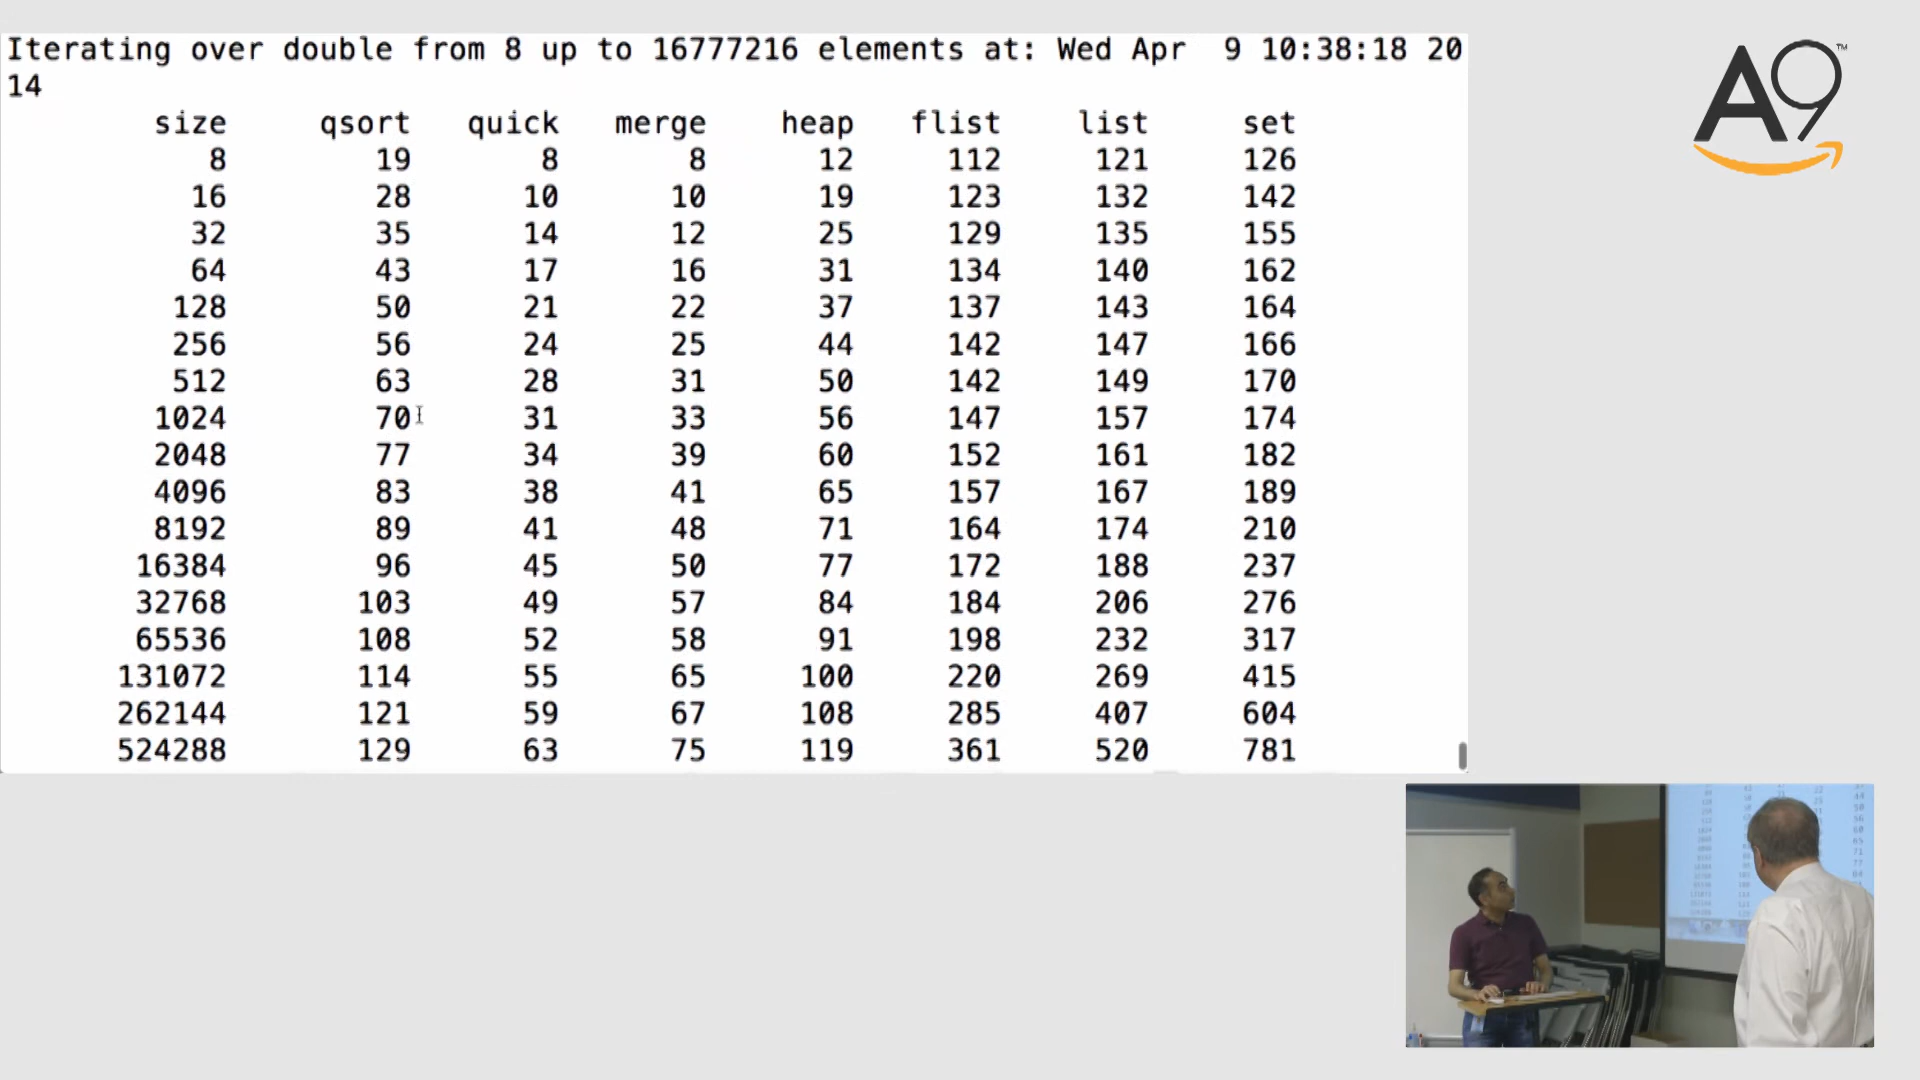 Iterating over double from 8 up to 16777216 elements at: Wed Apr  9 10:38:18 20
14
size qsort quick merge heap flist list set
8 19 8 8 12 112 121 126
16 28 10 10 19 123 132 142
32 35 14 12 25 129 135 155
64 43 17 16 31 134 140 162
128 50 21 22 37 137 143 164
256 56 24 25 44 142 147 166
512 63 28 31 50 142 149 170
1024 70 31 33 56 147 157 174
2048 77 34 39 60 152 161 182
4096 83 38 41 65 157 167 189
8192 89 41 48 71 164 174 210
16384 96 45 50 77 172 188 237
32768 103 49 57 84 184 206 276
65536 108 52 58 91 198 232 317
131072 114 55 65 100 220 269 415
262144 121 59 67 108 285 407 604
524288 129 63 75 119 361 520 781
A9™